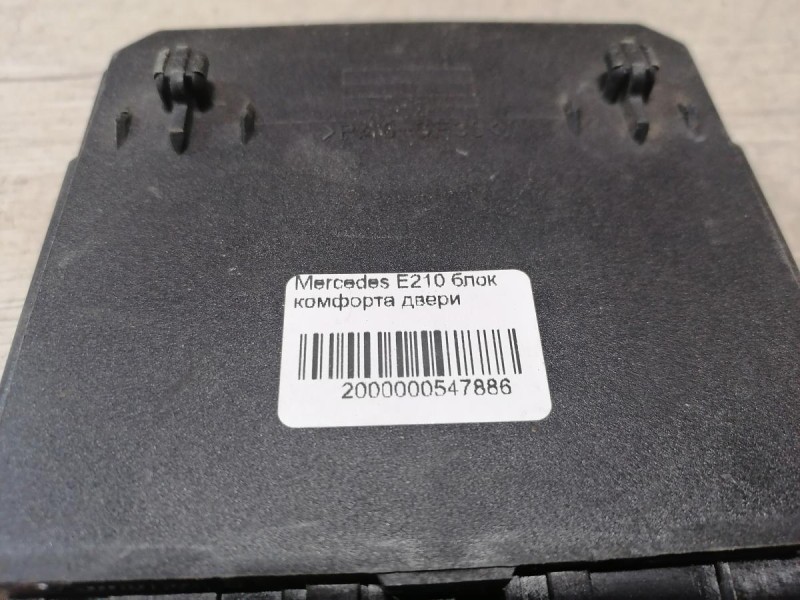 Mercedes E210 блок
комфорта двери
2000000547886